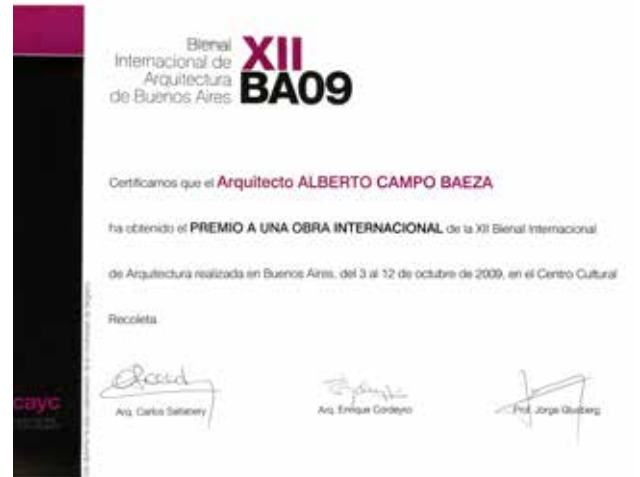 Bienal
Internacional de
Arquitectura
de Buenos Aires
XII
BA09
Certificamos que el Arquitecto ALBERTO CAMPO BAEZA
ha obtenido el PREMIO A UNA OBRA INTERNACIONAL de la XII Bienal Internacional
de Arquitectura realizada en Buenos Aires, del 3 al 12 de octubre de 2009, en el Centro Cultural
Recoleta.
Arq. Carlos Sallaberry
Arq. Enrique Cordeyro
Prof. Jorge Glusberg
cayc